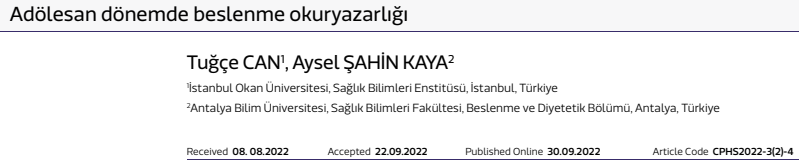 Adölesan dönemde beslenme okuryazarlığı
Tuğçe CAN¹, Aysel ŞAHİN KAYA²
¹İstanbul Okan Üniversitesi, Sağlık Bilimleri Enstitüsü, İstanbul, Türkiye
²Antalya Bilim Üniversitesi, Sağlık Bilimleri Fakültesi, Beslenme ve Diyetetik Bölümü, Antalya, Türkiye
Received 08. 08.2022 Accepted 22.09.2022 Published Online 30.09.2022 Article Code CPHS2022-3(2)-4